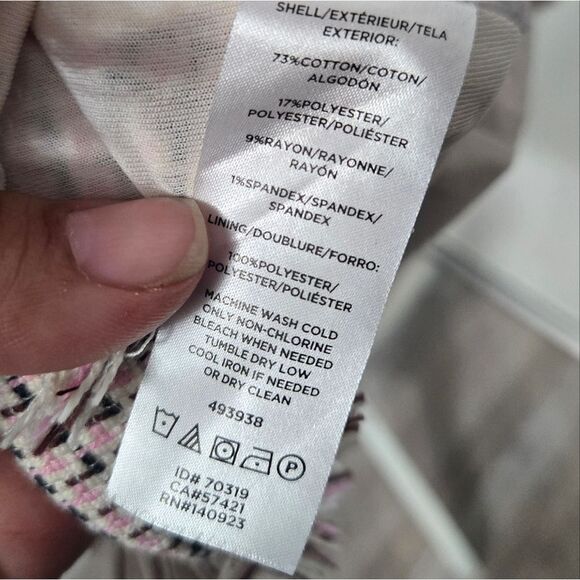 SHELL/EXTÉRIEUR/TELA
EXTERIOR:
73%COTTON/COTON/
ALGODÓN
17%POLYESTER/
POLYESTER/POLIÉSTER
9%RAYON/RAYONNE/
RAYÓN
1%SPANDEX/SPANDEX/
SPANDEX
LINING/DOUBLURE/FORRO:
100%POLYESTER/
POLYESTER/POLIÉSTER
MACHINE WASH COLD
ONLY NON-CHLORINE
BLEACH WHEN NEEDED
TUMBLE DRY LOW
COOL IRON IF NEEDED
OR DRY CLEAN
493938
P
ID# 70319
CA#57421
RN#140923